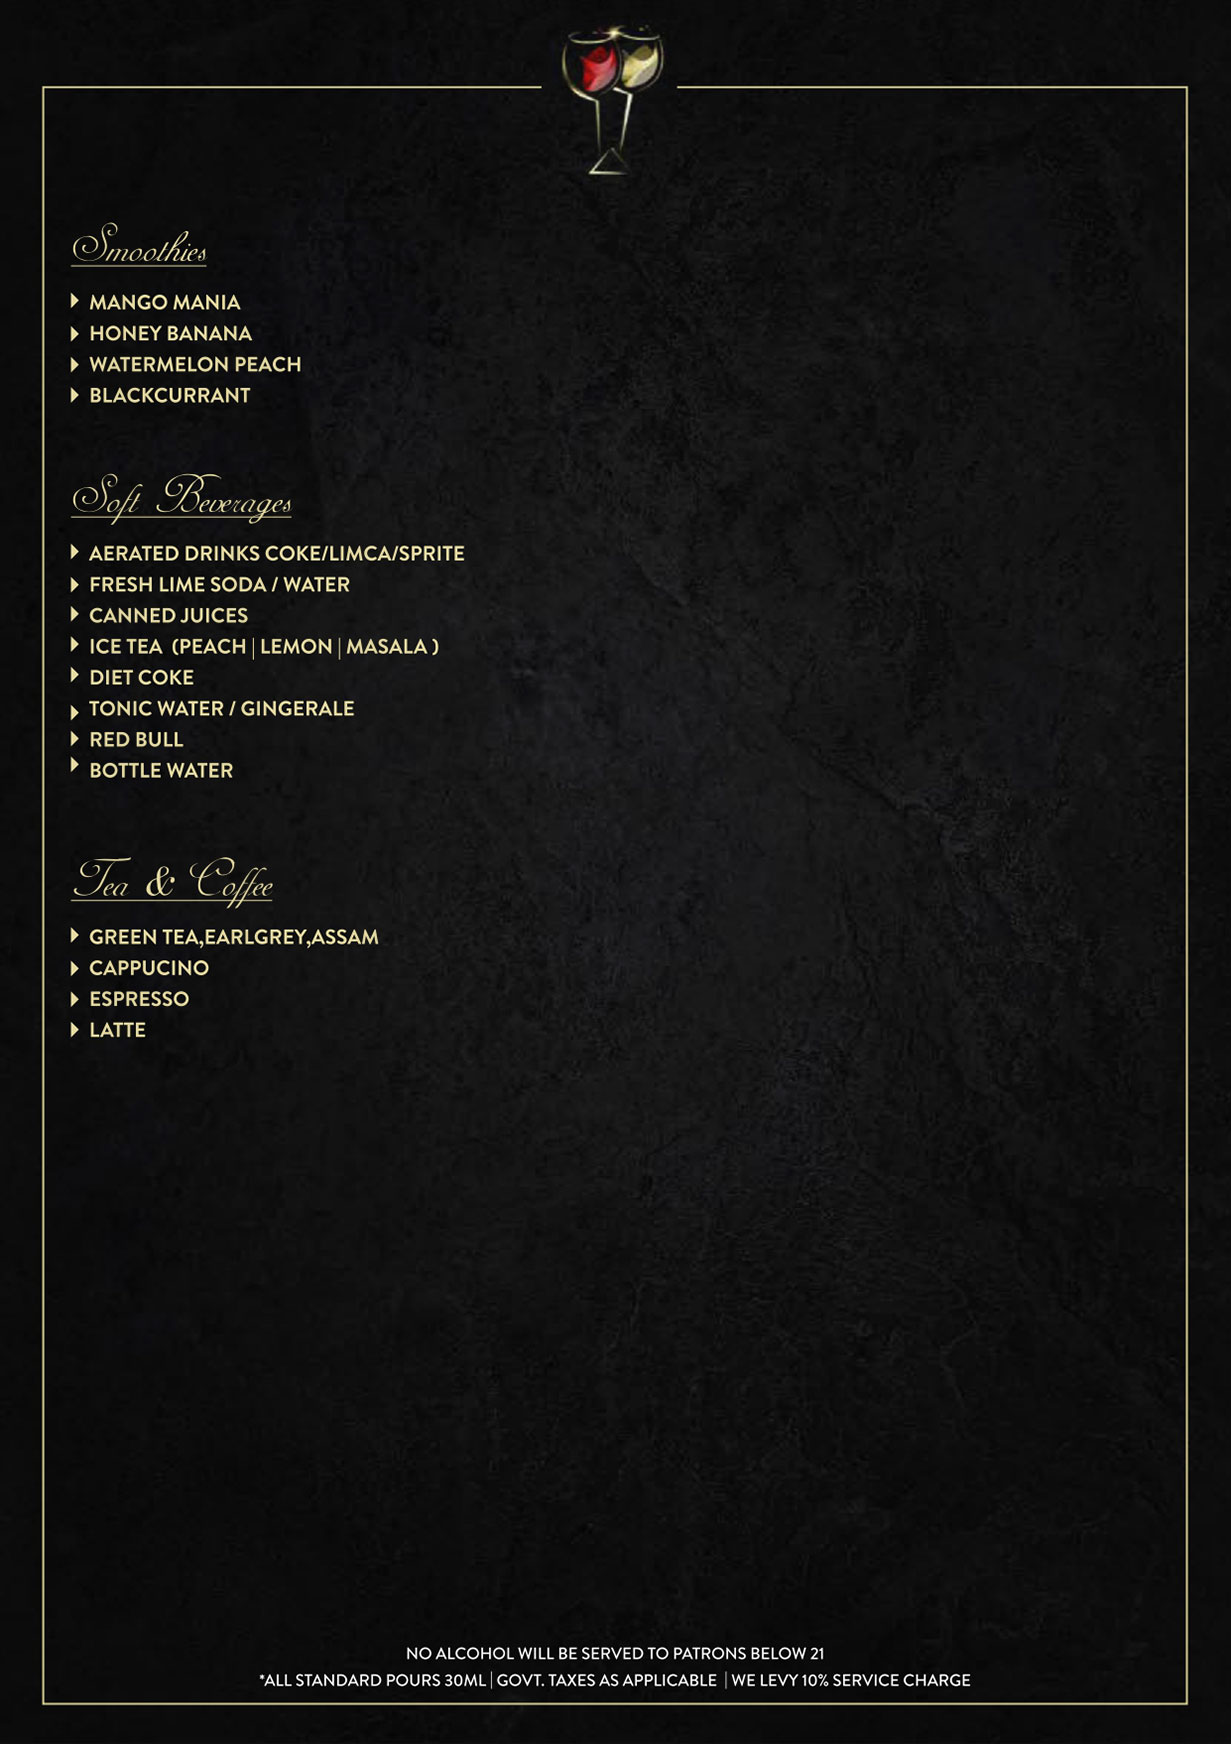 Smoothies
MANGO MANIA
HONEY BANANA
WATERMELON PEACH
BLACKCURRANT
Soft Beverages
AERATED DRINKS COKE/LIMCA/SPRITE
FRESH LIME SODA / WATER
CANNED JUICES
ICE TEA (PEACH | LEMON | MASALA )
DIET COKE
TONIC WATER / GINGERALE
RED BULL
BOTTLE WATER
Tea & Coffee
GREEN TEA,EARLGREY,ASSAM
CAPPUCINO
ESPRESSO
LATTE
NO ALCOHOL WILL BE SERVED TO PATRONS BELOW 21
*ALL STANDARD POURS 30ML | GOVT. TAXES AS APPLICABLE | WE LEVY 10% SERVICE CHARGE